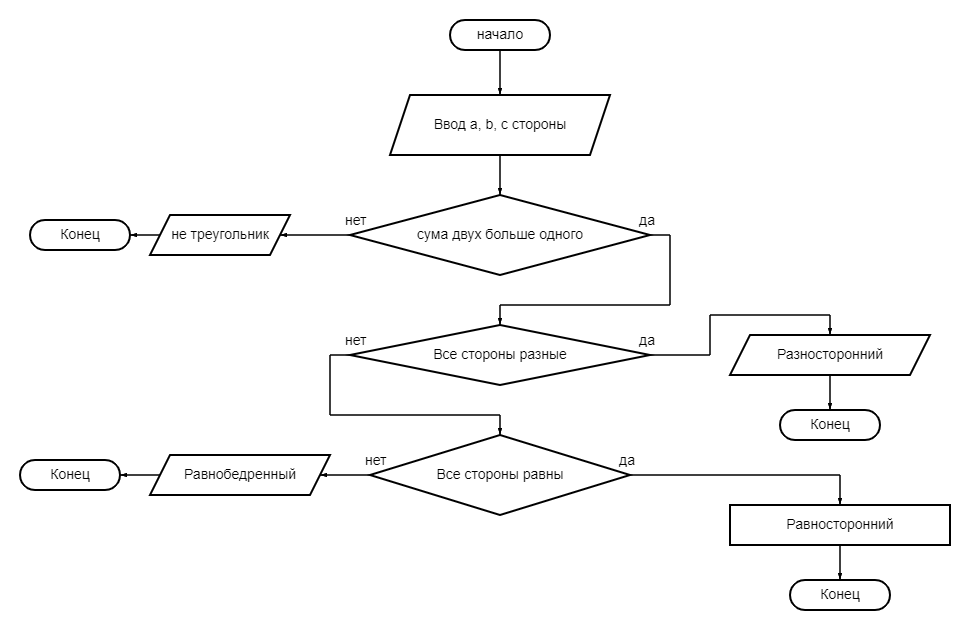 начало
Ввод a, b, c стороны
нет
да
Конец
не треугольник
сума двух больше одного
нет
да
Все стороны разные
Разносторонний
Конец
нет
да
Конец
Равнобедренный
Все стороны равны
Равносторонний
Конец